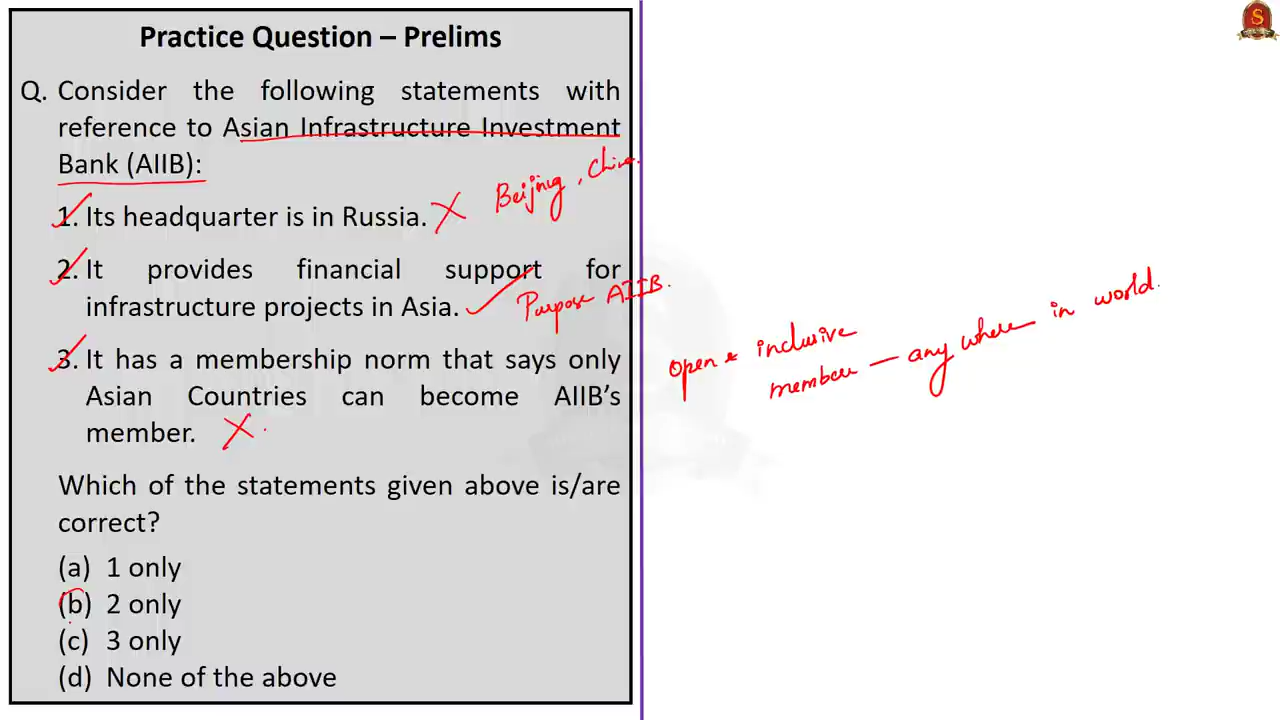 Practice Question – Prelims
Q. Consider the following statements with
reference to Asian Infrastructure Investment
Bank (AIIB):
1. Its headquarter is in Russia.
Beijing, China.
2. It provides financial support for
infrastructure projects in Asia.
Purpose AIIB.
3. It has a membership norm that says only
Asian Countries can become AIIB's
member.
Which of the statements given above is/are
correct?
(a) 1 only
(b) 2 only
(c) 3 only
(d) None of the above
open & inclusive
member – any where in world.
S